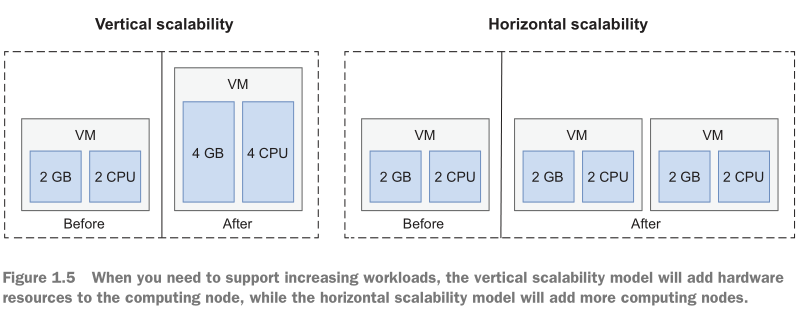 Vertical scalability
VM
2 GB
2 CPU
Before
VM
4 GB
4 CPU
After
Horizontal scalability
VM
2 GB
2 CPU
Before
VM
2 GB
2 CPU
VM
2 GB
2 CPU
After
Figure 1.5 When you need to support increasing workloads, the vertical scalability model will add hardware
resources to the computing node, while the horizontal scalability model will add more computing nodes.